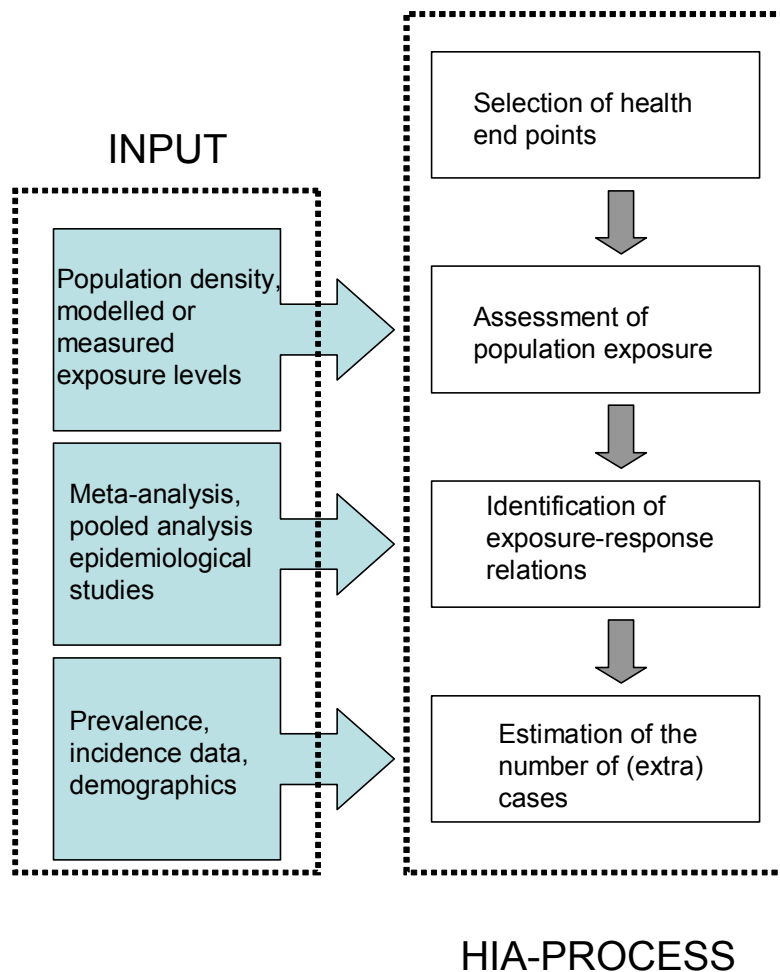 INPUT
Population density,
modelled or
measured
exposure levels
Meta-analysis,
pooled analysis
epidemiological
studies
Prevalence,
incidence data,
demographics
Selection of health
end points
Assessment of
population exposure
Identification of
exposure-response
relations
Estimation of the
number of (extra)
cases
HIA-PROCESS